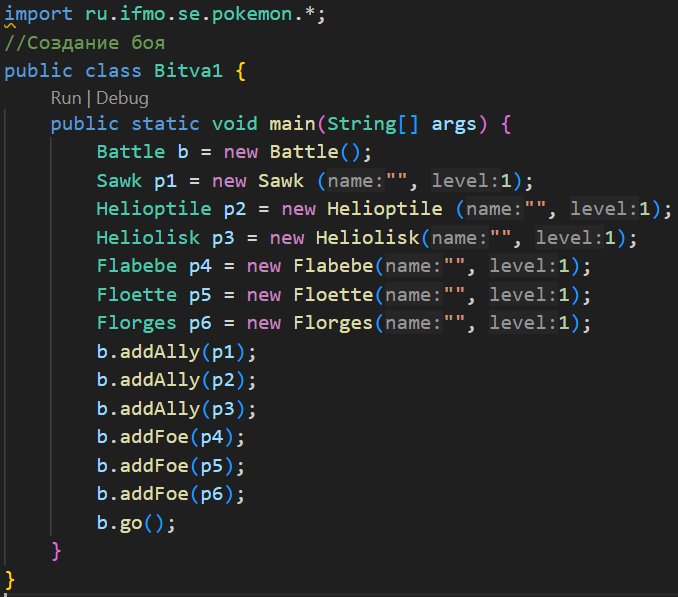 import ru.ifmo.se.pokemon.*;
//Создание боя
public class Bitva1 {
Run | Debug
public static void main(String[] args) {
Battle b = new Battle();
Sawk p1 = new Sawk (name:"", level:1);
Helioptile p2 = new Helioptile (name:"", level:1);
Heliolisk p3 = new Heliolisk(name:"", level:1);
Flabebe p4 = new Flabebe(name:"", level:1);
Floette p5 = new Floette(name:"", level:1);
Florges p6 = new Florges(name:"", level:1);
b.addAlly(p1);
b.addAlly(p2);
b.addAlly(p3);
b.addFoe(p4);
b.addFoe(p5);
b.addFoe(p6);
b.go();
}
}